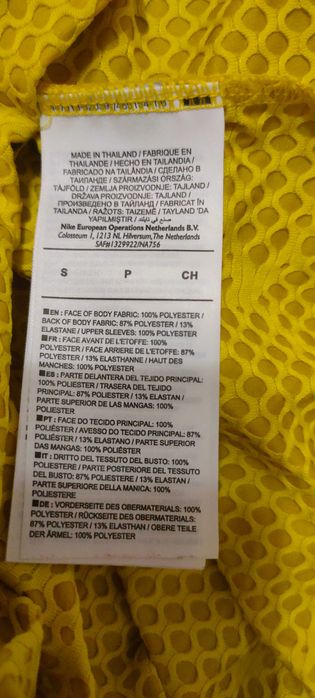 MADE IN THAILAND / FABRIQUE EN
THAILANDE / HECHO EN TAILANDIA /
FABRICADO NA TAILÂNDIA / СДЕЛАНО В
ТАИЛАНДЕ / SZÁRMAZÁSI ORSZÁG:
TÁJFÖLD / ZEMLJA PROIZVODNJE: TAJLAND /
DRŽAVA PROIZVODNJE: TAJLAND /
ПРОИЗВЕДЕНО В ТАЙЛАНД / FABRICAT ÎN
TAILANDA / RAŽOTS: TAIZEMĒ / TAYLAND 'DA
YAPILMIŞTIR / صنع في تايلند
Nike European Operations Netherlands B.V.
Colosseum 1, 1213 NL Hilversum, The Netherlands
SAF#1329922/NA756
S P CH
EN : FACE OF BODY FABRIC: 100% POLYESTER /
BACK OF BODY FABRIC: 87% POLYESTER / 13%
ELASTANE / UPPER SLEEVES: 100% POLYESTER
FR : FACE AVANT DE L'ETOFFE: 100%
POLYESTER / FACE ARRIERE DE L'ETOFFE: 87%
POLYESTER / 13% ELASTHANNE / HAUT DES
MANCHES: 100% POLYESTER
ES : PARTE DELANTERA DEL TEJIDO PRINCIPAL:
100% POLIESTER / TRASERA DEL TEJIDO
PRINCIPAL: 87% POLIESTER / 13% ELASTAN /
PARTE SUPERIOR DE LAS MANGAS: 100%
POLIESTER
PT : FACE DO TECIDO PRINCIPAL: 100%
POLIÉSTER / AVESSO DO TECIDO PRINCIPAL: 87%
POLIÉSTER / 13% ELASTANO / PARTE SUPERIOR
DAS MANGAS: 100% POLIÉSTER
IT : DRITTO DEL TESSUTO DEL BUSTO: 100%
POLIESTERE / PARTE POSTERIORE DEL TESSUTO
DEL BUSTO: 87% POLIESTERE / 13% ELASTAN /
PARTE SUPERIORE DELLA MANICA: 100%
POLIESTERE
DE : VORDERSEITE DES OBERMATERIALS: 100%
POLYESTER / RÜCKSEITE DES OBERMATERIALS:
87% POLYESTER / 13% ELASTHAN / OBERE TEILE
DER ÄRMEL: 100% POLYESTER